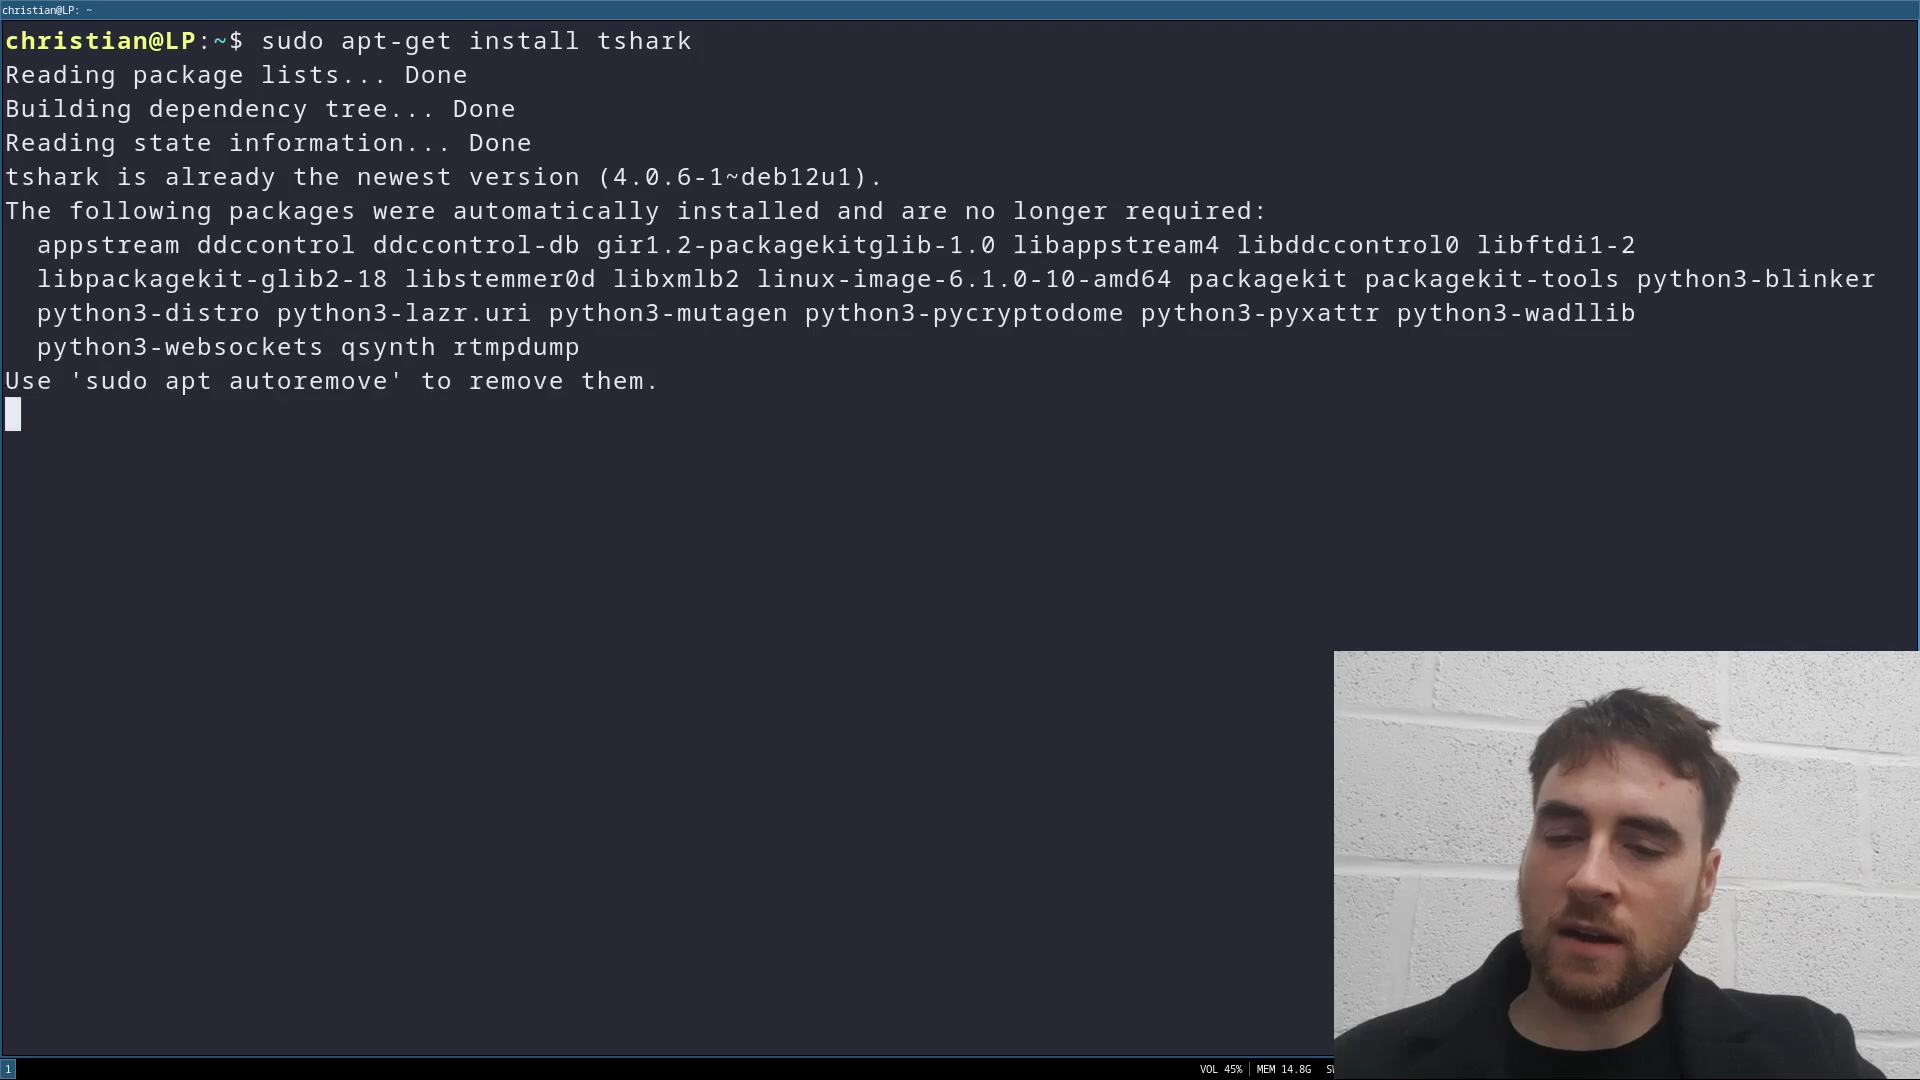 christian@LP: ~
christian@LP:~$ sudo apt-get install tshark
Reading package lists... Done
Building dependency tree... Done
Reading state information... Done
tshark is already the newest version (4.0.6-1~deb12u1).
The following packages were automatically installed and are no longer required:
  appstream ddccontrol ddccontrol-db gir1.2-packagekitglib-1.0 libappstream4 libddccontrol0 libftdi1-2
  libpackagekit-glib2-18 libstemmer0d libxmlb2 linux-image-6.1.0-10-amd64 packagekit packagekit-tools python3-blinker
  python3-distro python3-lazr.uri python3-mutagen python3-pycryptodome python3-pyxattr python3-wadllib
  python3-websockets qsynth rtmpdump
Use 'sudo apt autoremove' to remove them.
1 VOL 45% MEM 14.8G